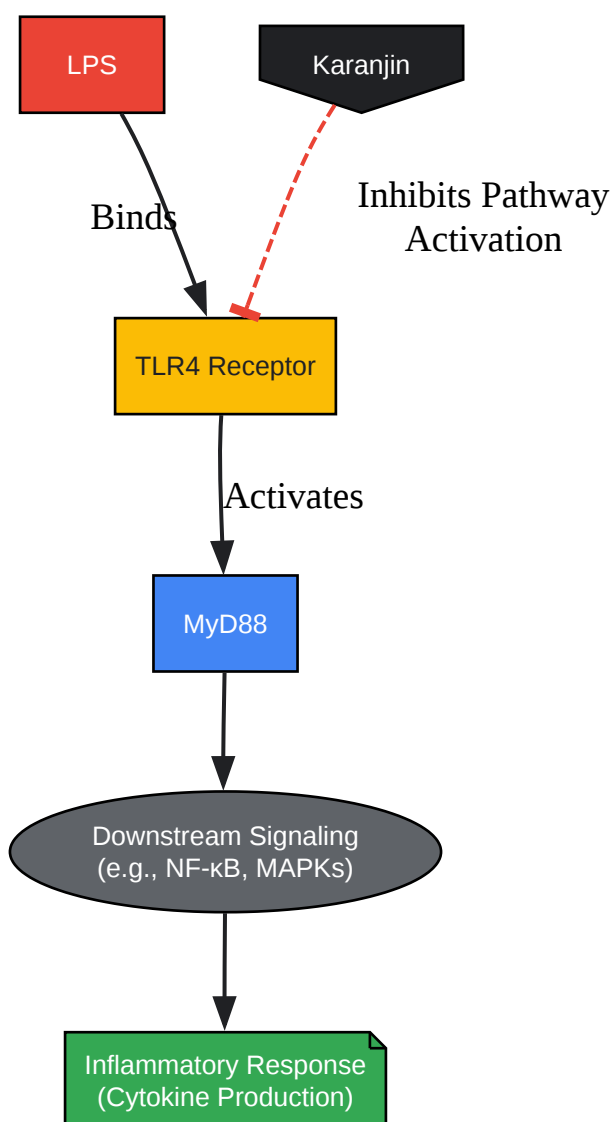 LPS
Karanjin
Binds
Inhibits Pathway
Activation
TLR4 Receptor
Activates
MyD88
Downstream Signaling
(e.g., NF-κB, MAPKs)
Inflammatory Response
(Cytokine Production)